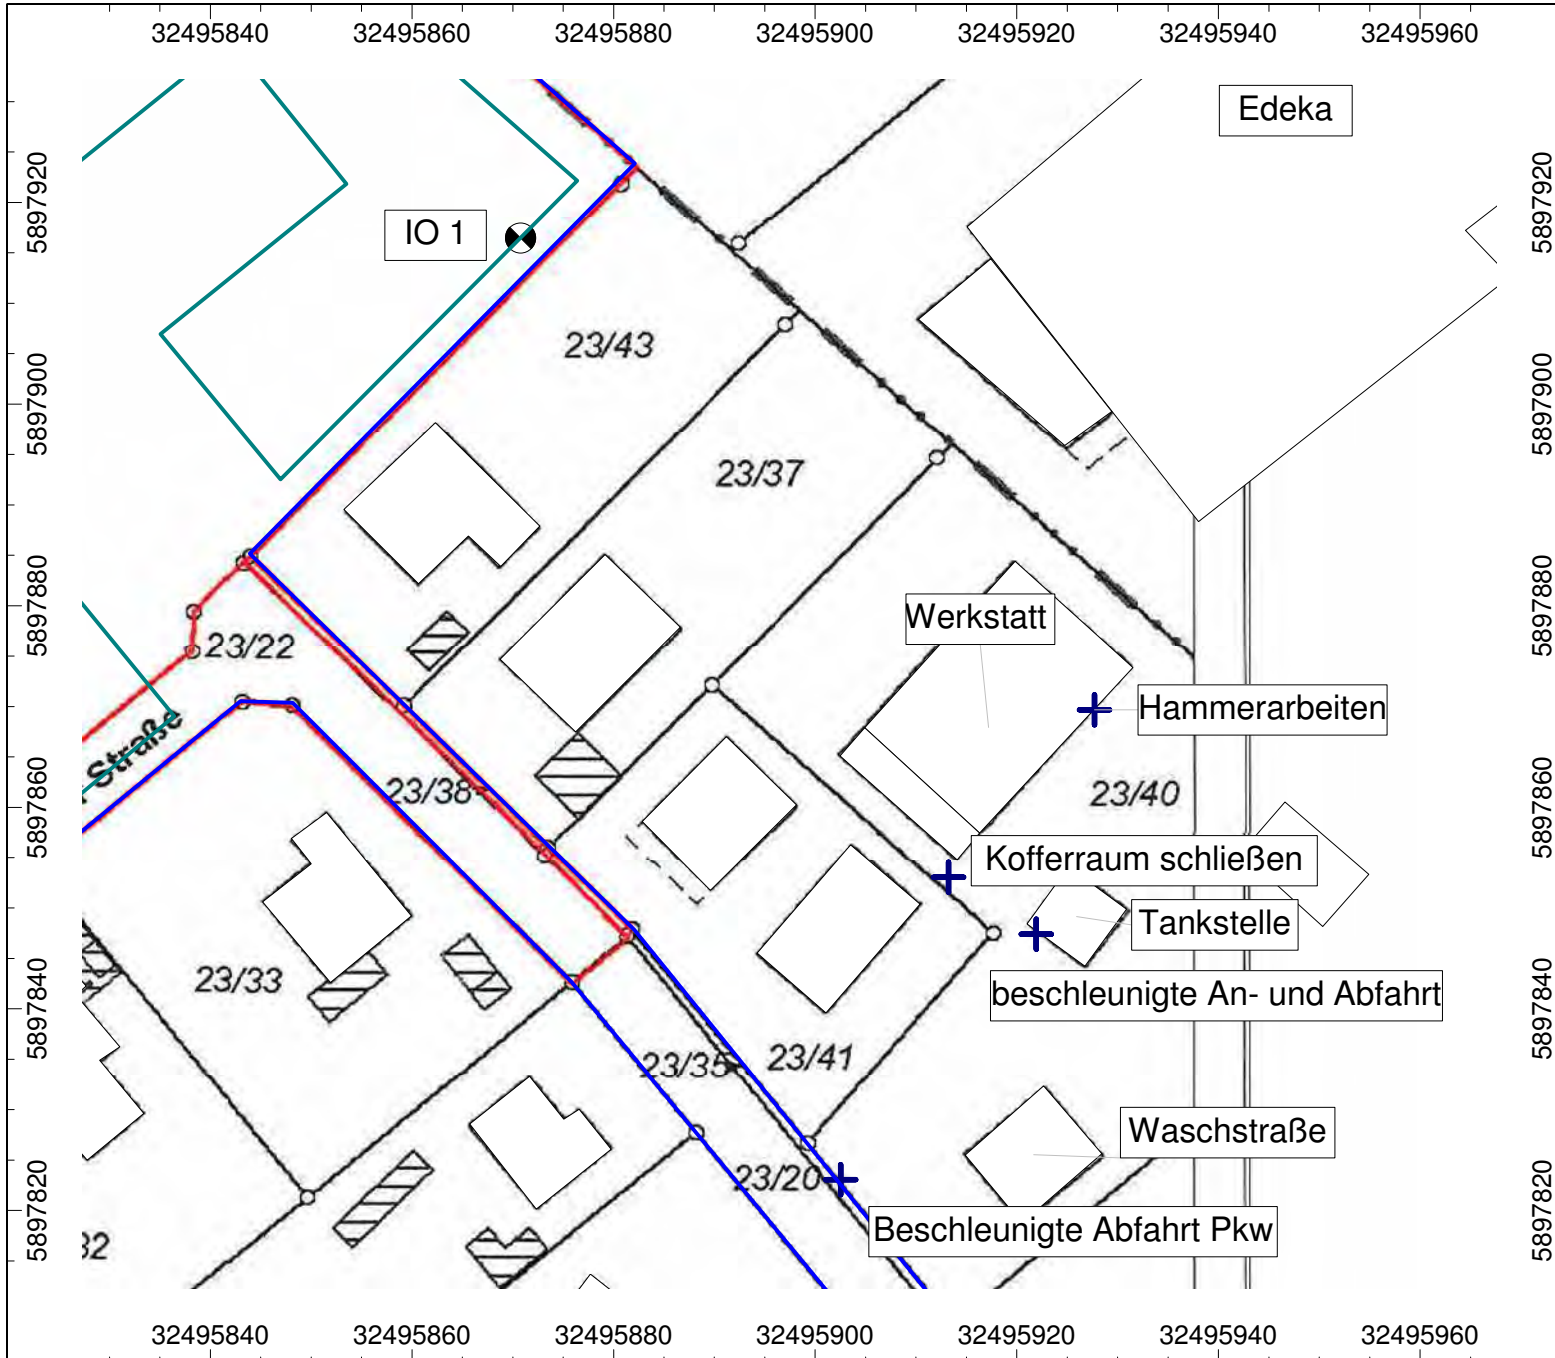 32495840 32495860 32495880 32495900 32495920 32495940 32495960
Edeka
5897920 5897920
IO 1
23/43
5897900 5897900
23/37
5897880 5897880
Werkstatt
23/22
Hammerarbeiten
Straße
23/38
23/40
5897860 5897860
Kofferraum schließen
Tankstelle
23/33
beschleunigte An- und Abfahrt
5897840 5897840
23/35 23/41
Waschstraße
23/20
5897820 5897820
Beschleunigte Abfahrt Pkw
32
32495840 32495860 32495880 32495900 32495920 32495940 32495960